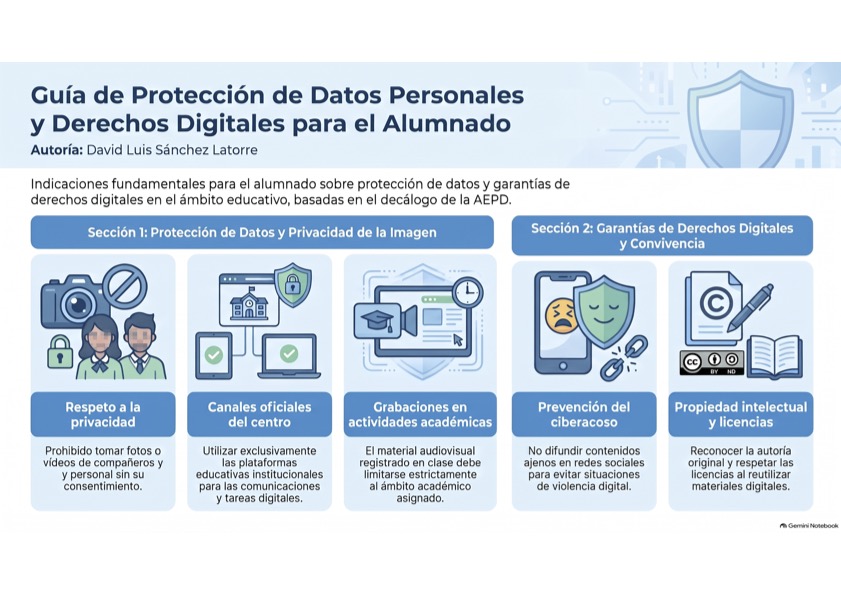 Guía de Protección de Datos Personales
y Derechos Digitales para el Alumnado
Autoría: David Luis Sánchez Latorre
Indicaciones fundamentales para el alumnado sobre protección de datos y garantías de
derechos digitales en el ámbito educativo, basadas en el decálogo de la AEPD.
Sección 1: Protección de Datos y Privacidad de la Imagen
Respeto a la
privacidad
Prohibido tomar fotos o
vídeos de compañeros y
y personal sin su
consentimiento.
Canales oficiales
del centro
Utilizar exclusivamente
las plataformas
educativas institucionales
para las comunicaciones
y tareas digitales.
Grabaciones en
actividades académicas
El material audiovisual
registrado en clase debe
limitarse estrictamente
al ámbito académico
asignado.
Sección 2: Garantías de Derechos Digitales
y Convivencia
Prevención del
ciberacoso
No difundir contenidos
ajenos en redes sociales
para evitar situaciones
de violencia digital.
©
cc
BY ND
Propiedad intelectual
y licencias
Reconocer la autoría
original y respetar las
licencias al reutilizar
materiales digitales.
Gemini Notebook